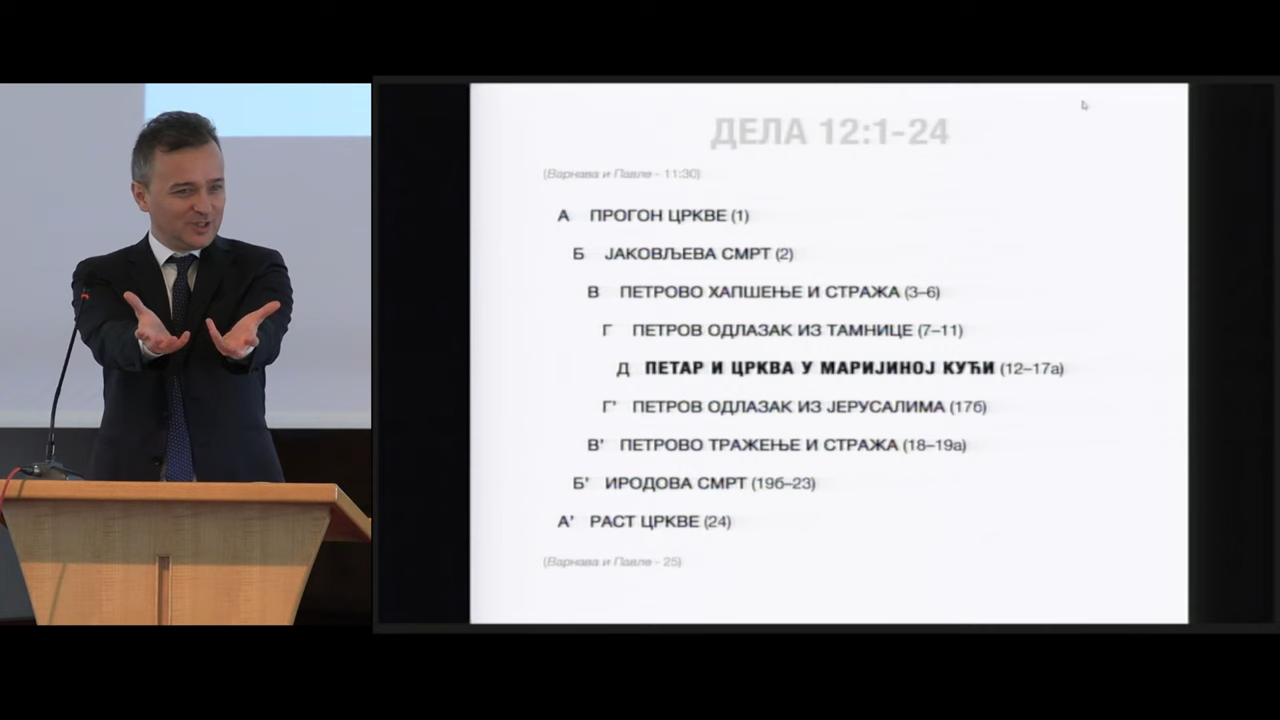 ДЕЛА 12:1-24
(Варнава и Павле - 11:30)
А ПРОГОН ЦРКВЕ (1)
Б ЈАКОВЉЕВА СМРТ (2)
В ПЕТРОВО ХАПШЕЊЕ И СТРАЖА (3–6)
Г ПЕТРОВ ОДЛАЗАК ИЗ ТАМНИЦЕ (7–11)
Д ПЕТАР И ЦРКВА У МАРИЈИНОЈ КУЋИ (12–17а)
Г' ПЕТРОВ ОДЛАЗАК ИЗ ЈЕРУСАЛИМА (17б)
В' ПЕТРОВО ТРАЖЕЊЕ И СТРАЖА (18–19а)
Б' ИРОДОВА СМРТ (19б–23)
А' РАСТ ЦРКВЕ (24)
(Варнава и Павле - 25)